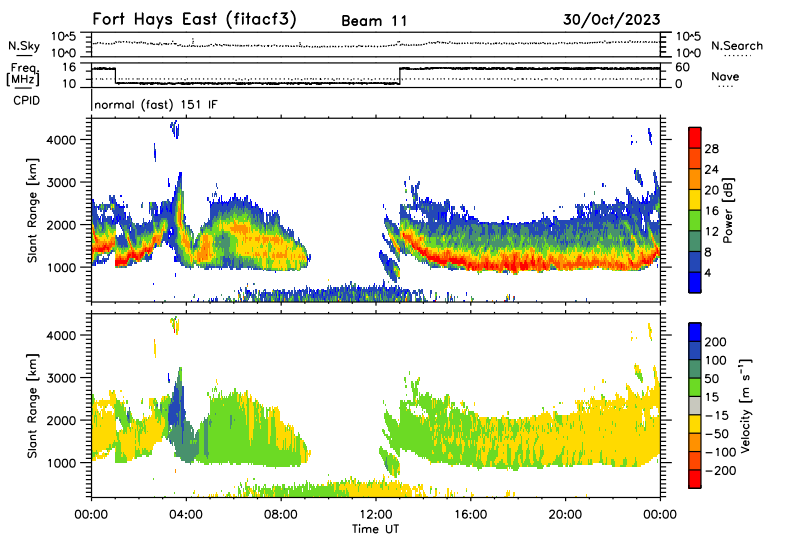 Fort Hays East (fitacf3) Beam 11 30/Oct/2023
N.Sky 10^5 10^0 10^5 10^0 N.Search
Freq. [MHz] 16 10 60 0 Nave
CPID normal (fast) 151 IF
Slant Range [km] 4000 3000 2000 1000
Power [dB] 28 24 20 16 12 8 4
Slant Range [km] 4000 3000 2000 1000
Velocity [m s⁻¹] 200 100 50 15 −15 −50 −100 −200
00:00 04:00 08:00 12:00 16:00 20:00 00:00
Time UT